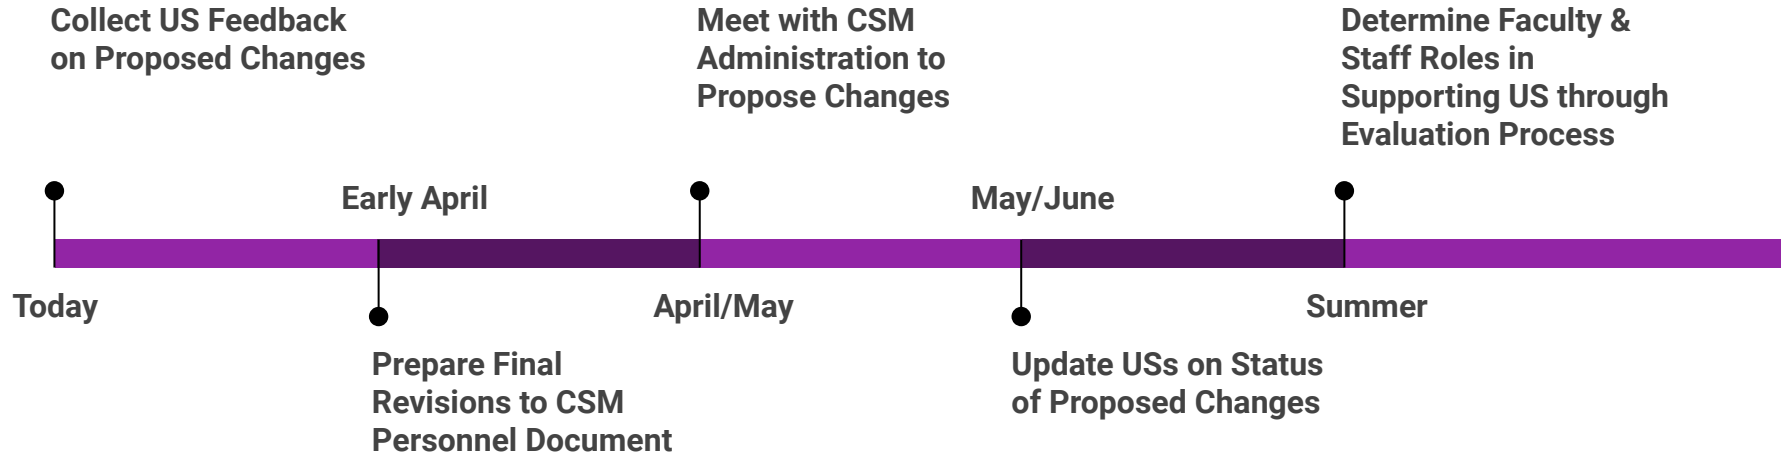 Collect US Feedback
on Proposed Changes
Meet with CSM
Administration to
Propose Changes
Determine Faculty &
Staff Roles in
Supporting US through
Evaluation Process
Early April
May/June
Today
April/May
Summer
Prepare Final
Revisions to CSM
Personnel Document
Update USs on Status
of Proposed Changes